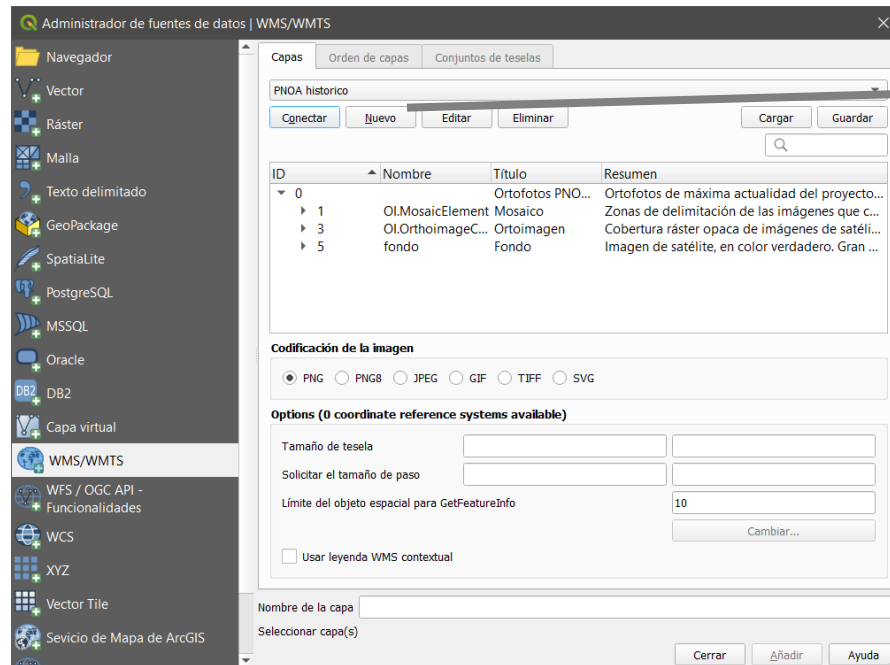 Administrador de fuentes de datos | WMS/WMTS
Navegador
Vector
Ráster
Malla
Texto delimitado
GeoPackage
SpatiaLite
PostgreSQL
MSSQL
Oracle
DB2
DB2
Capa virtual
WMS/WMTS
WFS / OGC API -
Funcionalidades
WCS
XYZ
Vector Tile
Sevicio de Mapa de ArcGIS
Capas Orden de capas Conjuntos de teselas
PNOA historico
Conectar Nuevo Editar Eliminar Cargar Guardar
ID Nombre Título Resumen
0 Ortofotos PNO... Ortofotos de máxima actualidad del proyecto...
1 OI.MosaicElement Mosaico Zonas de delimitación de las imágenes que c...
3 OI.OrthoimageC... Ortoimagen Cobertura ráster opaca de imágenes de satéli...
5 fondo Fondo Imagen de satélite, en color verdadero. Gran ...
Codificación de la imagen
PNG PNG8 JPEG GIF TIFF SVG
Options (0 coordinate reference systems available)
Tamaño de tesela
Solicitar el tamaño de paso
Límite del objeto espacial para GetFeatureInfo 10
Cambiar...
Usar leyenda WMS contextual
Nombre de la capa
Seleccionar capa(s)
Cerrar Añadir Ayuda